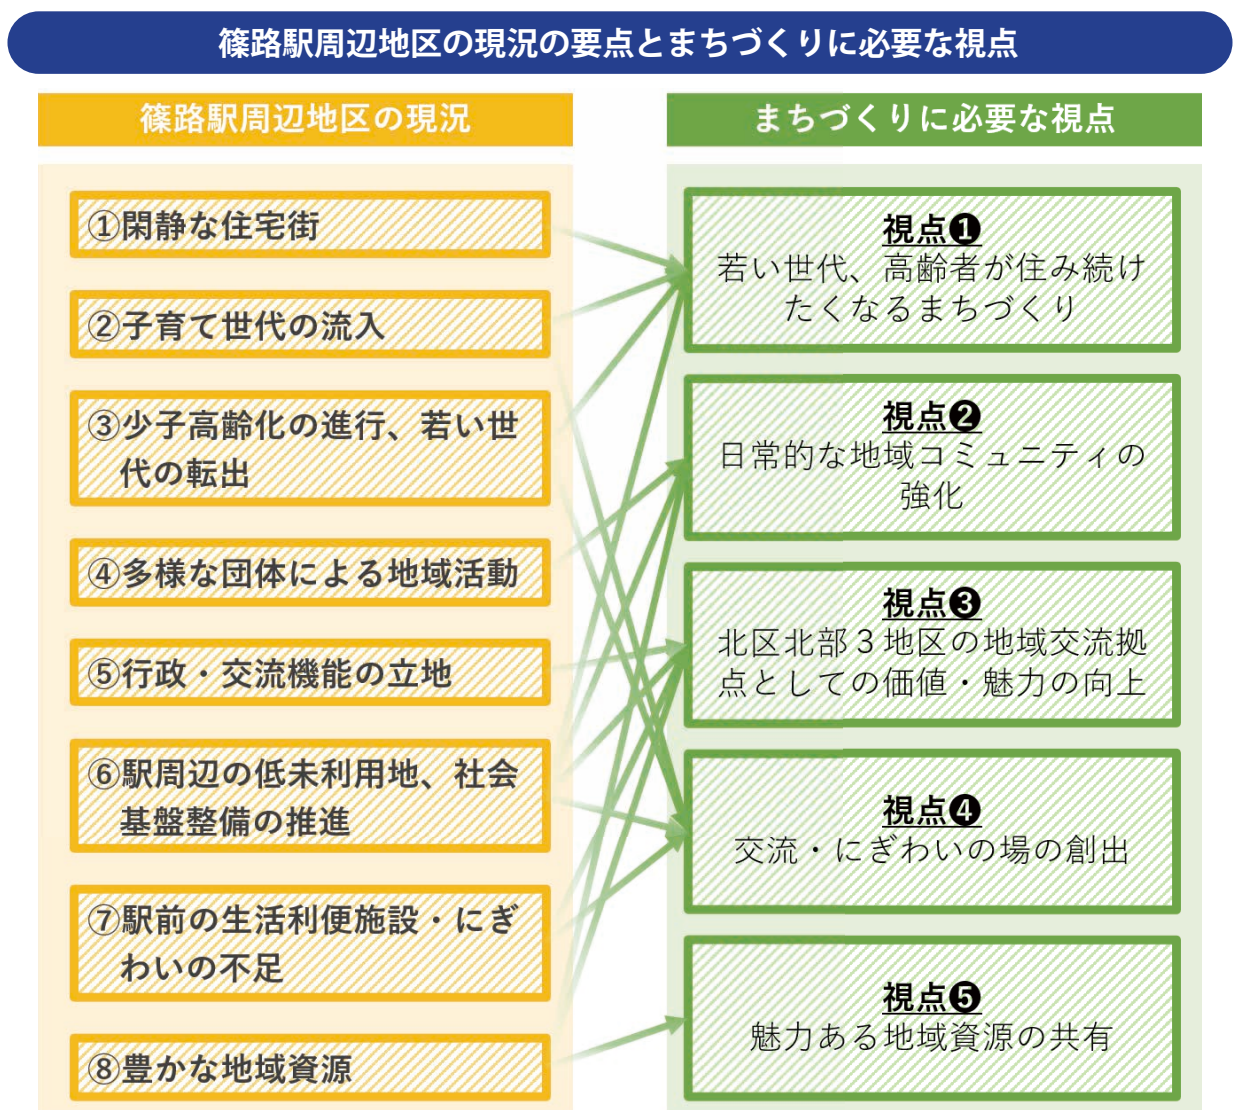 篠路駅周辺地区の現況の要点とまちづくりに必要な視点
篠路駅周辺地区の現況
①閑静な住宅街
②子育て世代の流入
③少子高齢化の進行、若い世
代の転出
④多様な団体による地域活動
⑤行政・交流機能の立地
⑥駅周辺の低未利用地、社会
基盤整備の推進
⑦駅前の生活利便施設・にぎ
わいの不足
⑧豊かな地域資源
まちづくりに必要な視点
視点❶
若い世代、高齢者が住み続け
たくなるまちづくり
視点❷
日常的な地域コミュニティの
強化
視点❸
北区北部３地区の地域交流拠
点としての価値・魅力の向上
視点❹
交流・にぎわいの場の創出
視点❺
魅力ある地域資源の共有